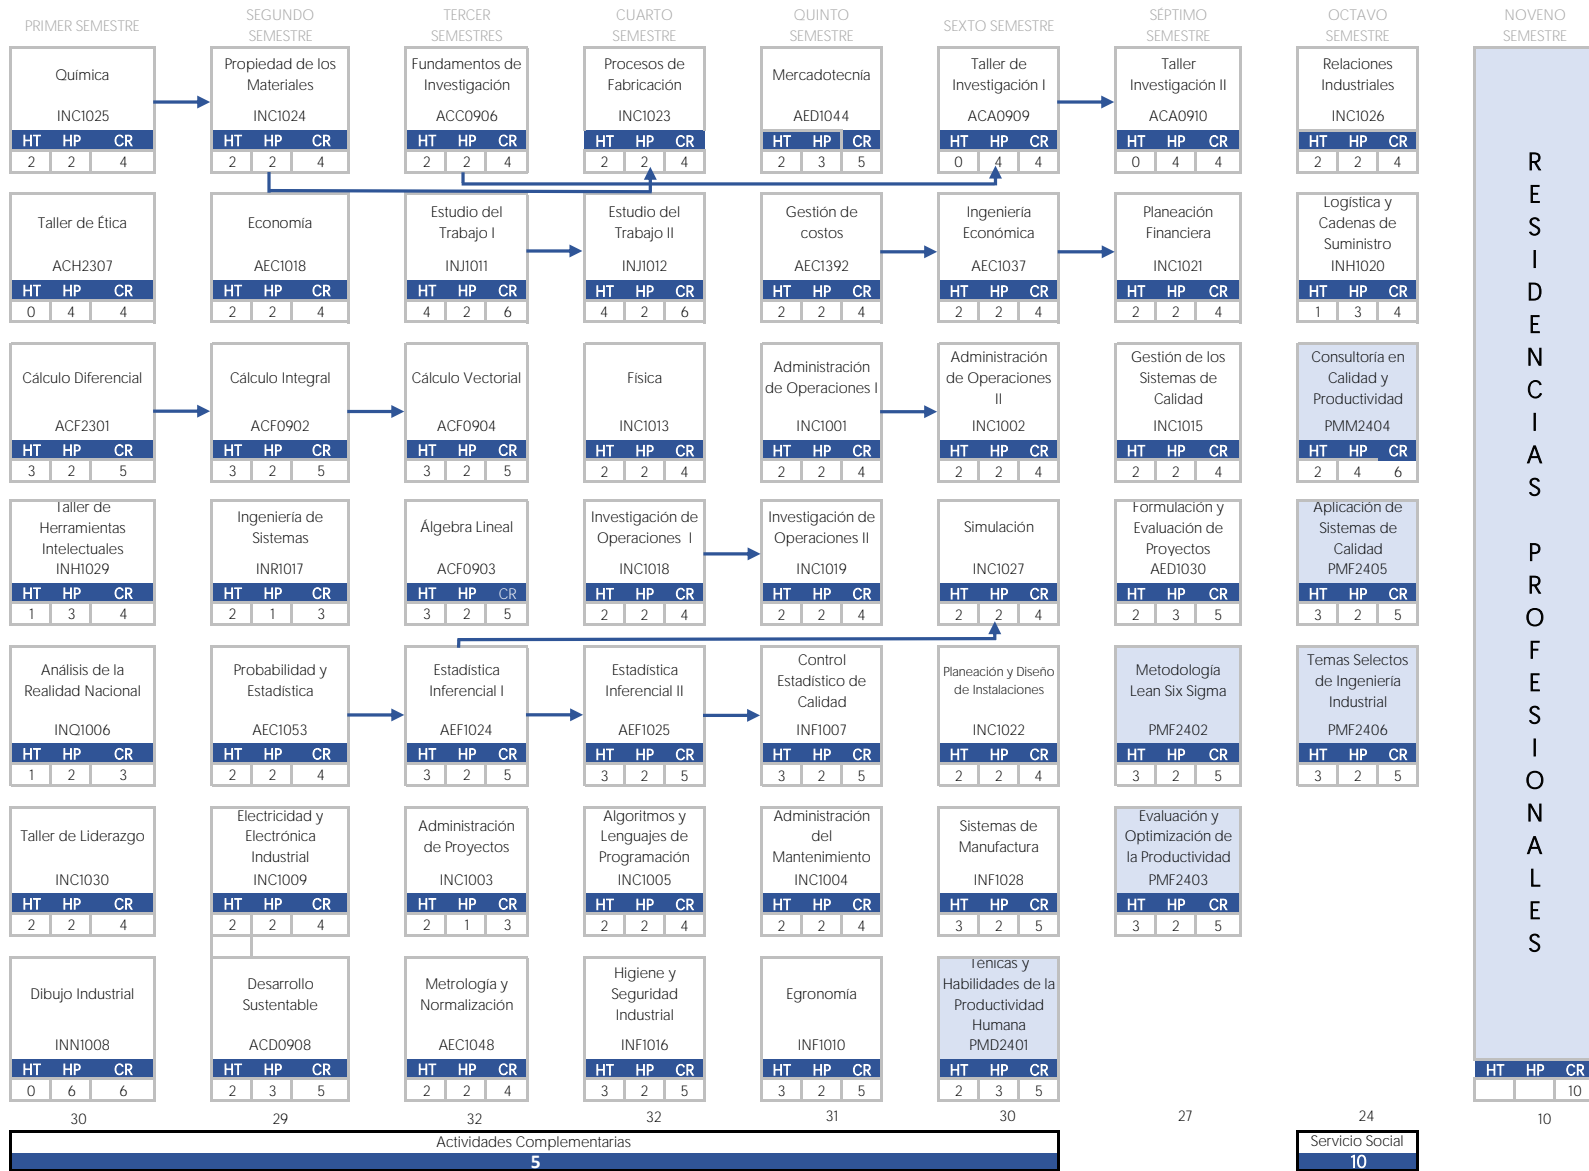 PRIMER SEMESTRE
SEGUNDO
SEMESTRE
TERCER
SEMESTRES
CUARTO
SEMESTRE
QUINTO
SEMESTRE
SEXTO SEMESTRE
SÉPTIMO
SEMESTRE
OCTAVO
SEMESTRE
NOVENO
SEMESTRE
Química
INC1025
HT HP CR
2 2 4
Propiedad de los
Materiales
INC1024
HT HP CR
2 2 4
Fundamentos de
Investigación
ACC0906
HT HP CR
2 2 4
Procesos de
Fabricación
INC1023
HT HP CR
2 2 4
Mercadotecnía
AED1044
HT HP CR
2 3 5
Taller de
Investigación I
ACA0909
HT HP CR
0 4 4
Taller
Investigación II
ACA0910
HT HP CR
0 4 4
Relaciones
Industriales
INC1026
HT HP CR
2 2 4
Taller de Ética
ACH2307
HT HP CR
0 4 4
Economía
AEC1018
HT HP CR
2 2 4
Estudio del
Trabajo I
INJ1011
HT HP CR
4 2 6
Estudio del
Trabajo II
INJ1012
HT HP CR
4 2 6
Gestión de
costos
AEC1392
HT HP CR
2 2 4
Ingeniería
Económica
AEC1037
HT HP CR
2 2 4
Planeación
Financiera
INC1021
HT HP CR
2 2 4
Logística y
Cadenas de
Suministro
INH1020
HT HP CR
1 3 4
Cálculo Diferencial
ACF2301
HT HP CR
3 2 5
Cálculo Integral
ACF0902
HT HP CR
3 2 5
Cálculo Vectorial
ACF0904
HT HP CR
3 2 5
Física
INC1013
HT HP CR
2 2 4
Administración
de Operaciones I
INC1001
HT HP CR
2 2 4
Administración
de Operaciones
II
INC1002
HT HP CR
2 2 4
Gestión de los
Sistemas de
Calidad
INC1015
HT HP CR
2 2 4
Consultoría en
Calidad y
Productividad
PMM2404
HT HP CR
2 4 6
Taller de
Herramientas
Intelectuales
INH1029
HT HP CR
1 3 4
Ingeniería de
Sistemas
INR1017
HT HP CR
2 1 3
Álgebra Lineal
ACF0903
HT HP CR
3 2 5
Investigación de
Operaciones I
INC1018
HT HP CR
2 2 4
Investigación de
Operaciones II
INC1019
HT HP CR
2 2 4
Simulación
INC1027
HT HP CR
2 2 4
Formulación y
Evaluación de
Proyectos
AED1030
HT HP CR
2 3 5
Aplicación de
Sistemas de
Calidad
PMF2405
HT HP CR
3 2 5
Análisis de la
Realidad Nacional
INQ1006
HT HP CR
1 2 3
Probabilidad y
Estadística
AEC1053
HT HP CR
2 2 4
Estadística
Inferencial I
AEF1024
HT HP CR
3 2 5
Estadística
Inferencial II
AEF1025
HT HP CR
3 2 5
Control
Estadístico de
Calidad
INF1007
HT HP CR
3 2 5
Planeación y Diseño
de Instalaciones
INC1022
HT HP CR
2 2 4
Metodología
Lean Six Sigma
PMF2402
HT HP CR
3 2 5
Temas Selectos
de Ingeniería
Industrial
PMF2406
HT HP CR
3 2 5
Taller de Liderazgo
INC1030
HT HP CR
2 2 4
Electricidad y
Electrónica
Industrial
INC1009
HT HP CR
2 2 4
Administración
de Proyectos
INC1003
HT HP CR
2 1 3
Algoritmos y
Lenguajes de
Programación
INC1005
HT HP CR
2 2 4
Administración
del
Mantenimiento
INC1004
HT HP CR
2 2 4
Sistemas de
Manufactura
INF1028
HT HP CR
3 2 5
Evaluación y
Optimización de
la Productividad
PMF2403
HT HP CR
3 2 5
Dibujo Industrial
INN1008
HT HP CR
0 6 6
Desarrollo
Sustentable
ACD0908
HT HP CR
2 3 5
Metrología y
Normalización
AEC1048
HT HP CR
2 2 4
Higiene y
Seguridad
Industrial
INF1016
HT HP CR
3 2 5
Egronomía
INF1010
HT HP CR
3 2 5
Tenicas y
Habilidades de la
Productividad
Humana
PMD2401
HT HP CR
2 3 5
RESIDENCIAS PROFESIONALES
HT HP CR
10
30 29 32 32 31 30 27 24 10
Actividades Complementarias
5
Servicio Social
10